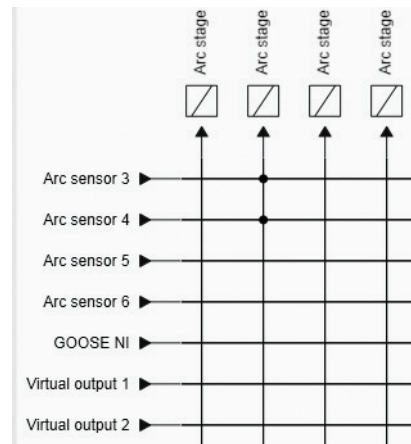 Arc stage
Arc stage
Arc stage
Arc stage
Arc sensor 3
Arc sensor 4
Arc sensor 5
Arc sensor 6
GOOSE NI
Virtual output 1
Virtual output 2